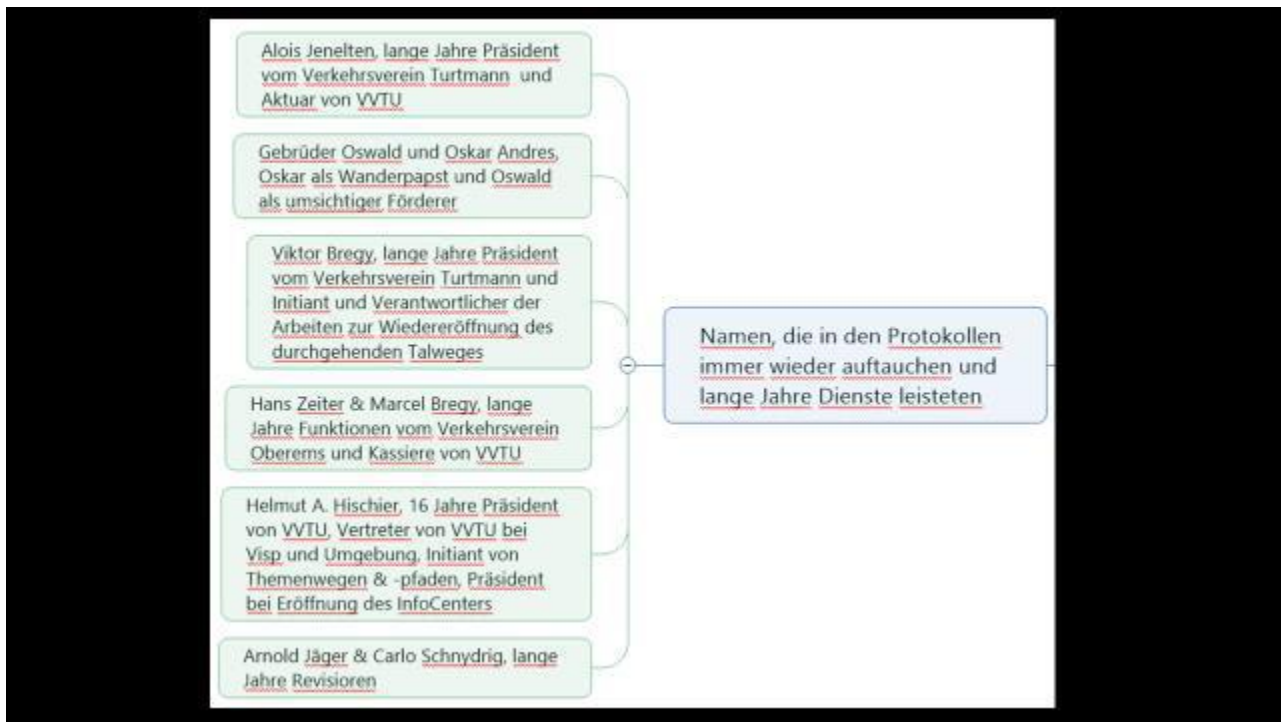 Alois Jenelten, lange Jahre Präsident
vom Verkehrsverein Turtmann und
Aktuar von VVTU
Gebrüder Oswald und Oskar Andres,
Oskar als Wanderpapst und Oswald
als umsichtiger Förderer
Viktor Bregy, lange Jahre Präsident
vom Verkehrsverein Turtmann und
Initiant und Verantwortlicher der
Arbeiten zur Wiedereröffnung des
durchgehenden Talweges
Hans Zeiter & Marcel Bregy, lange
Jahre Funktionen vom Verkehrsverein
Oberems und Kassiere von VVTU
Helmut A. Hischier, 16 Jahre Präsident
von VVTU, Vertreter von VVTU bei
Visp und Umgebung, Initiant von
Themenwegen & -pfaden, Präsident
bei Eröffnung des InfoCenters
Arnold Jäger & Carlo Schnydrig, lange
Jahre Revisioren
Namen, die in den Protokollen
immer wieder auftauchen und
lange Jahre Dienste leisteten